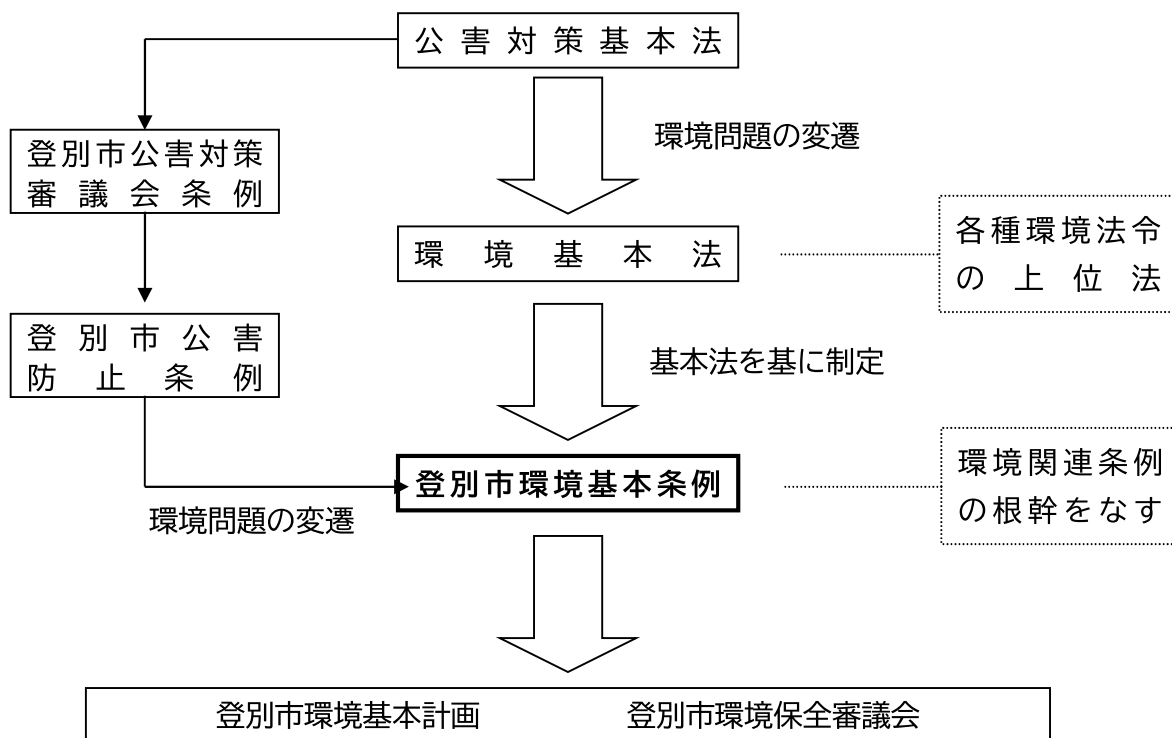 公害対策基本法
環境問題の変遷
登別市公害対策
審議会条例
各種環境法令
の上位法
環境基本法
登別市公害
防止条例
基本法を基に制定
環境関連条例
の根幹をなす
登別市環境基本条例
環境問題の変遷
登別市環境基本計画
登別市環境保全審議会